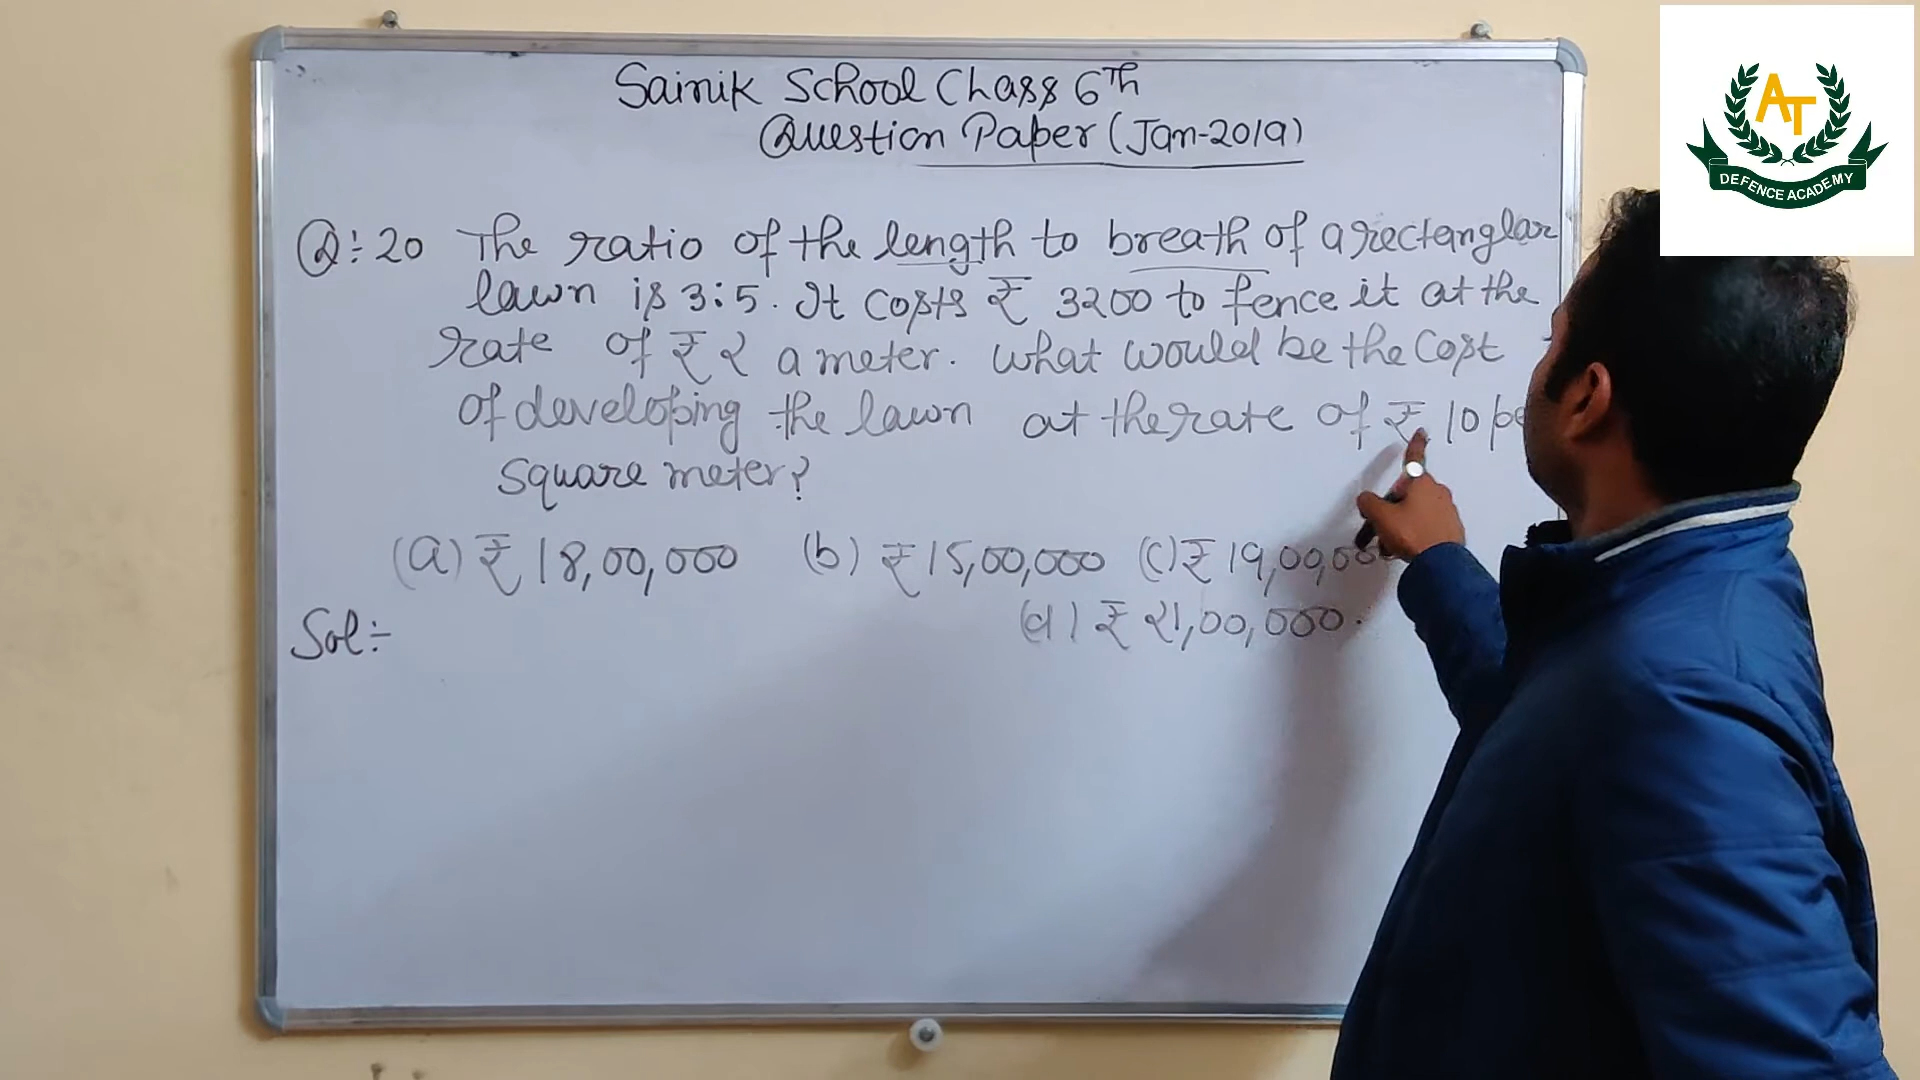 Sainik School Class 6Th
Question Paper (Jan-2019)
Q÷20 The ratio of the length to breath of a rectanglar
lawn is 3:5. It costs ₹ 3200 to fence it at the
rate of ₹ 2 a meter. What would be the Cost
of developing the lawn at the rate of ₹ 10
square meter?
(a) ₹ 18,00,000 (b) ₹ 15,00,000 (c) ₹
(d) ₹ 21,00,000.
Sol÷
AT
DEFENCE ACADEMY